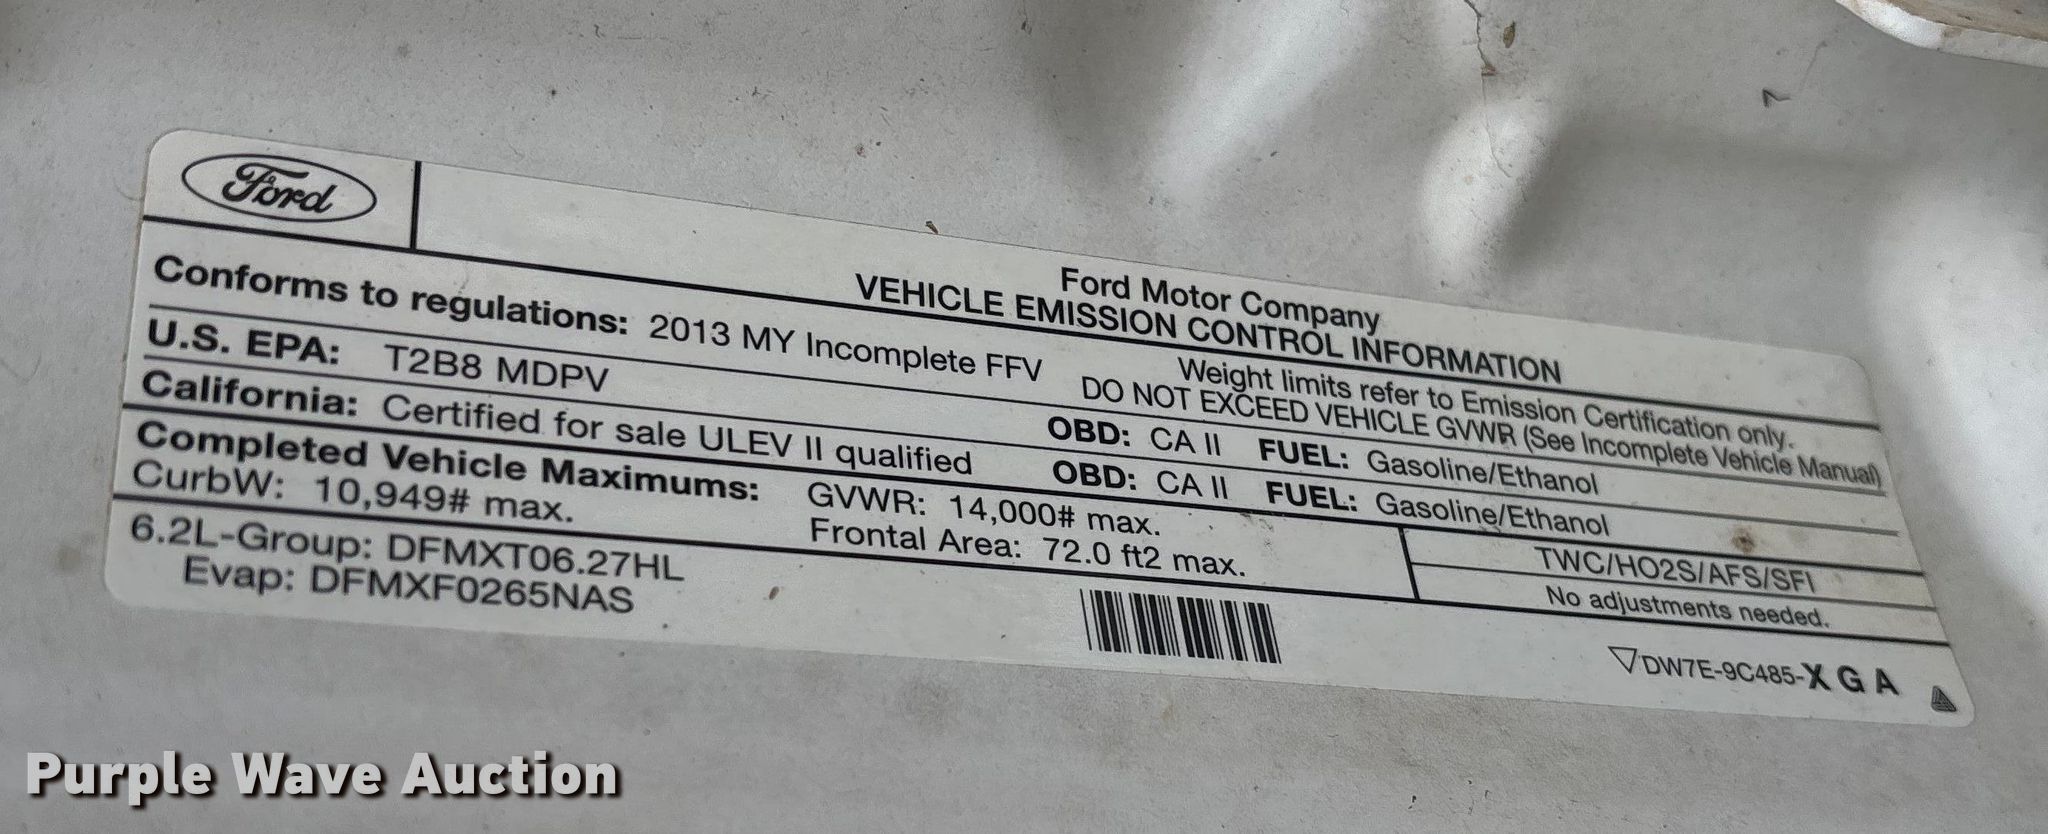 Ford
Ford Motor Company
VEHICLE EMISSION CONTROL INFORMATION
Conforms to regulations: 2013 MY Incomplete FFV
Weight limits refer to Emission Certification only.
DO NOT EXCEED VEHICLE GVWR (See Incomplete Vehicle Manual)
U.S. EPA: T2B8 MDPV OBD: CA II FUEL: Gasoline/Ethanol
California: Certified for sale ULEV II qualified OBD: CA II FUEL: Gasoline/Ethanol
Completed Vehicle Maximums: GVWR: 14,000# max.
CurbW: 10,949# max. Frontal Area: 72.0 ft2 max.
TWC/HO2S/AFS/SFI
No adjustments needed.
6.2L-Group: DFMXT06.27HL
Evap: DFMXF0265NAS
DW7E-9C485-X G A
Purple Wave Auction